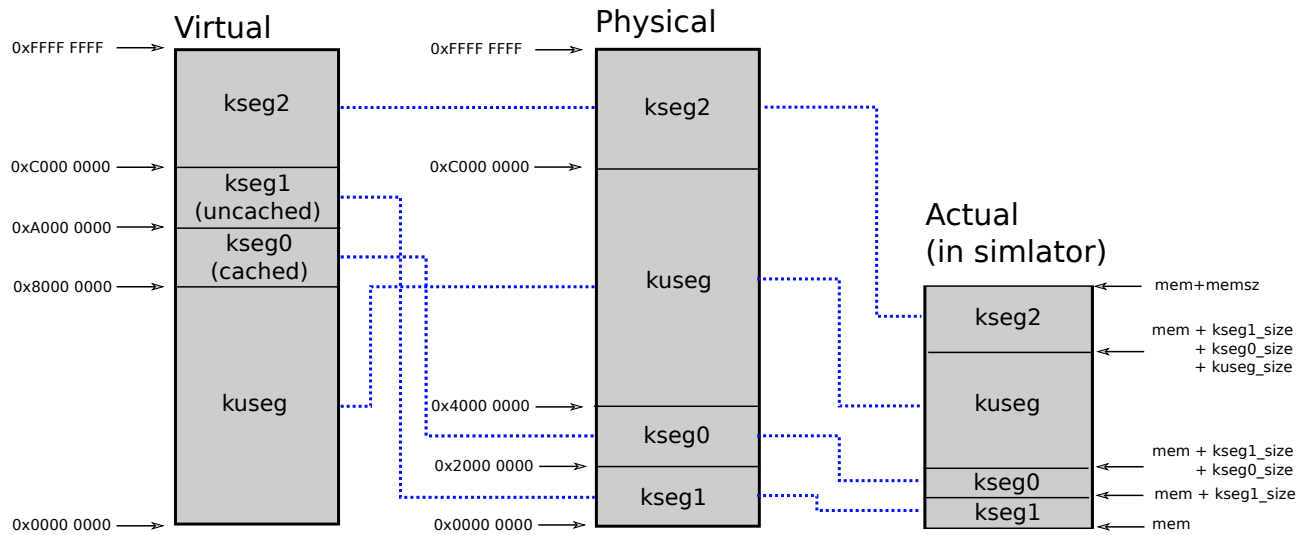 Virtual
0xFFFF FFFF
kseg2
0xC000 0000
kseg1
(uncached)
0xA000 0000
kseg0
(cached)
0x8000 0000
kuseg
0x0000 0000
Physical
0xFFFF FFFF
kseg2
0xC000 0000
kuseg
0x4000 0000
kseg0
0x2000 0000
kseg1
0x0000 0000
Actual
(in simlator)
mem+memsz
kseg2
mem + kseg1_size
+ kseg0_size
+ kuseg_size
kuseg
mem + kseg1_size
+ kseg0_size
kseg0
mem + kseg1_size
kseg1
mem